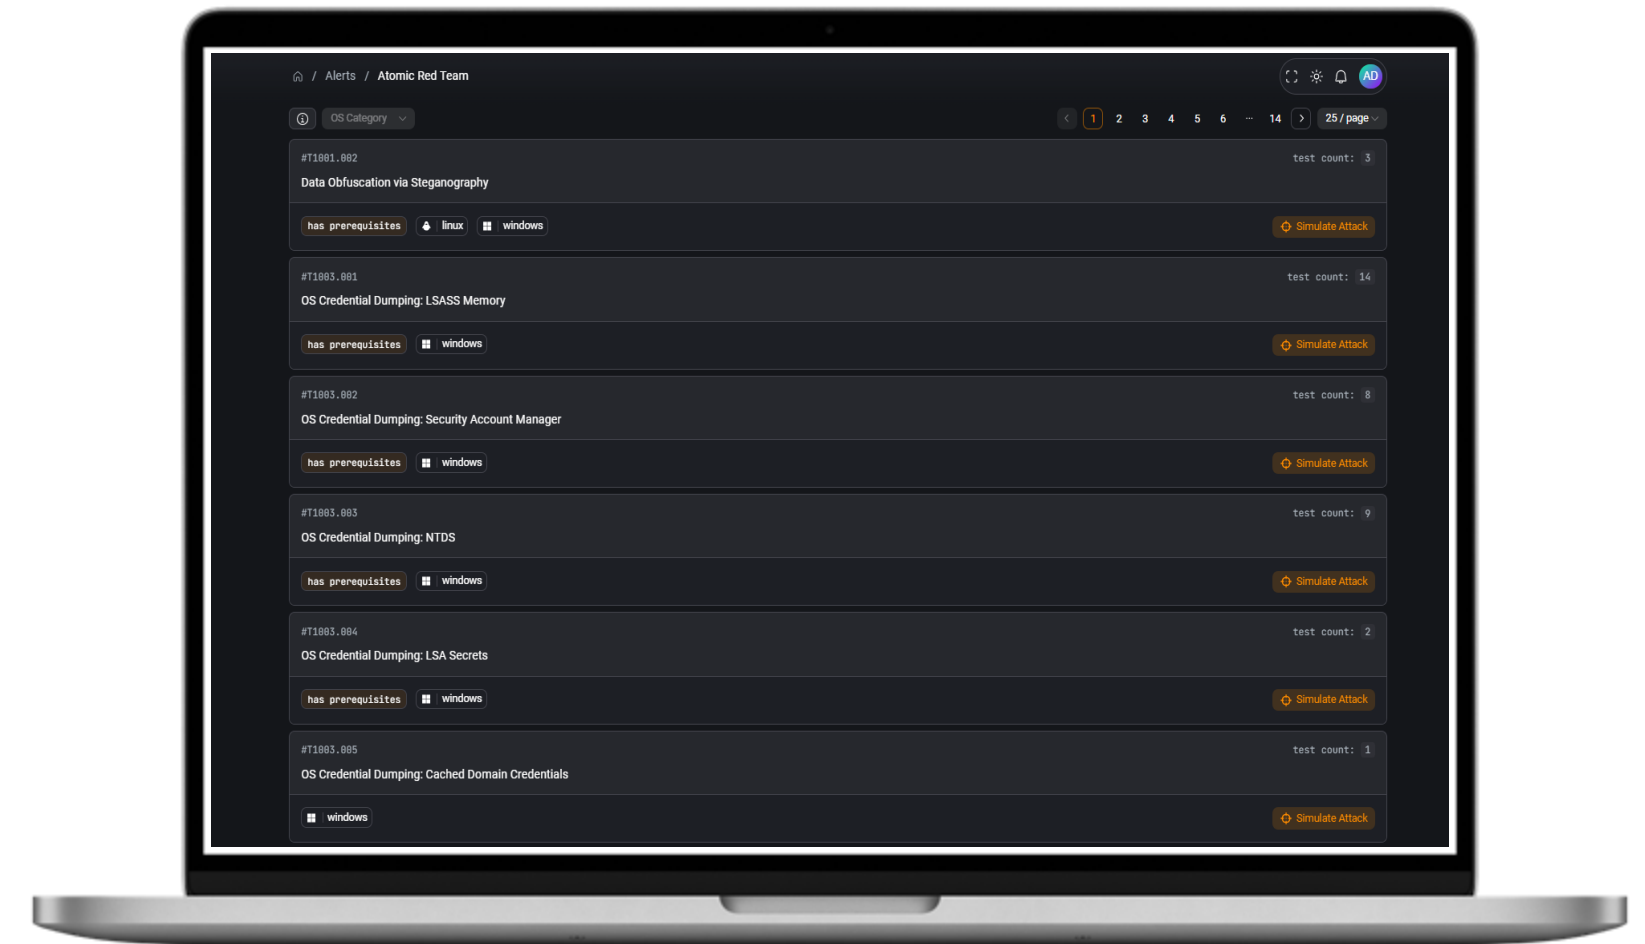 / Alerts / Atomic Red Team
AD
OS Category
1 2 3 4 5 6 ··· 14 25 / page
#T1001.002 test count: 3
Data Obfuscation via Steganography
has prerequisites linux windows Simulate Attack
#T1003.001 test count: 14
OS Credential Dumping: LSASS Memory
has prerequisites windows Simulate Attack
#T1003.002 test count: 8
OS Credential Dumping: Security Account Manager
has prerequisites windows Simulate Attack
#T1003.003 test count: 9
OS Credential Dumping: NTDS
has prerequisites windows Simulate Attack
#T1003.004 test count: 2
OS Credential Dumping: LSA Secrets
has prerequisites windows Simulate Attack
#T1003.005 test count: 1
OS Credential Dumping: Cached Domain Credentials
windows Simulate Attack